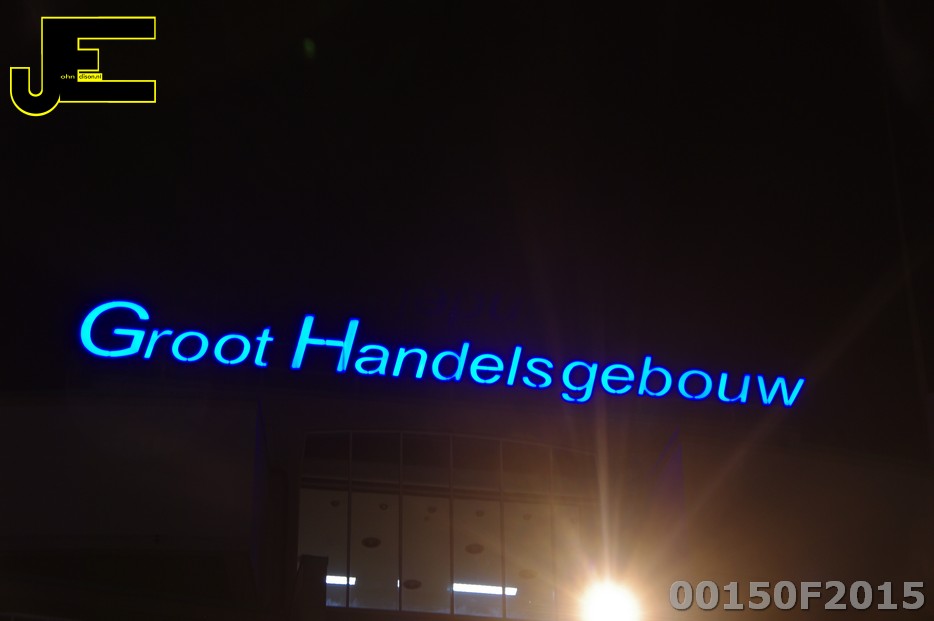 JE
ohn dison.nl
Groot Handelsgebouw
00150F2015